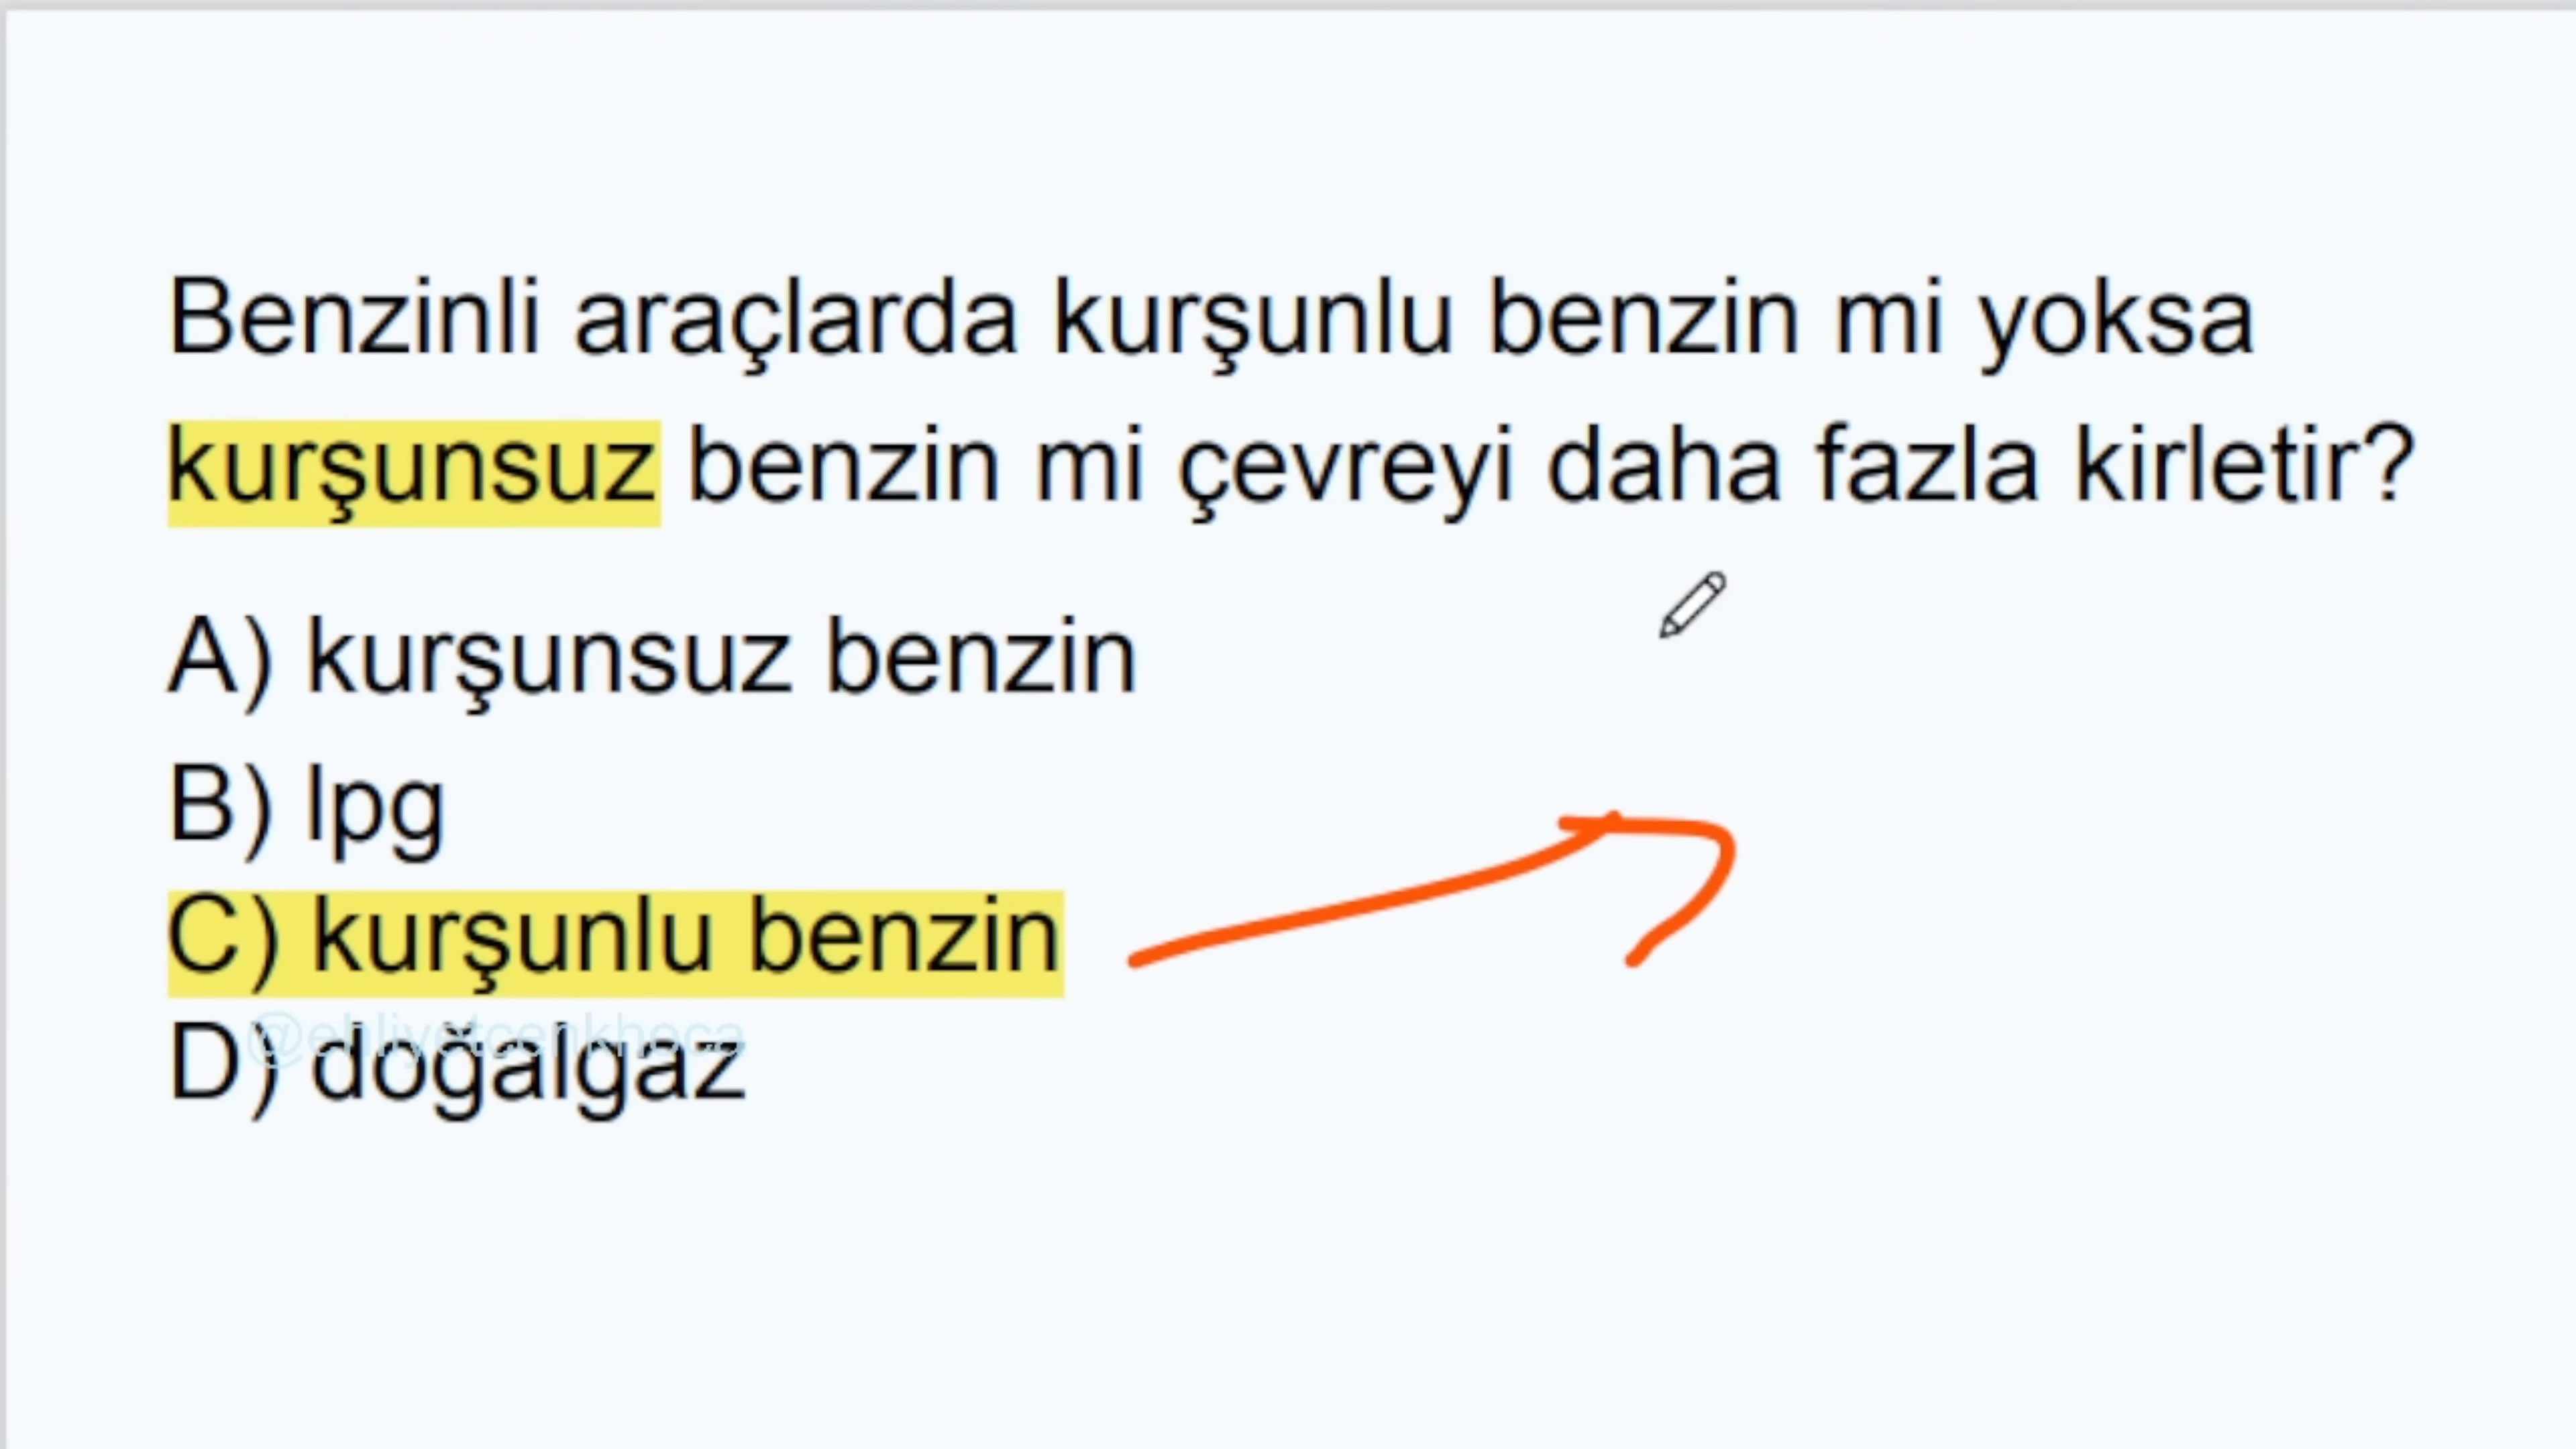 Benzinli araçlarda kurşunlu benzin mi yoksa
kurşunsuz benzin mi çevreyi daha fazla kirletir?
A) kurşunsuz benzin
B) lpg
C) kurşunlu benzin
@ehliyetcenkhoca
D) doğalgaz